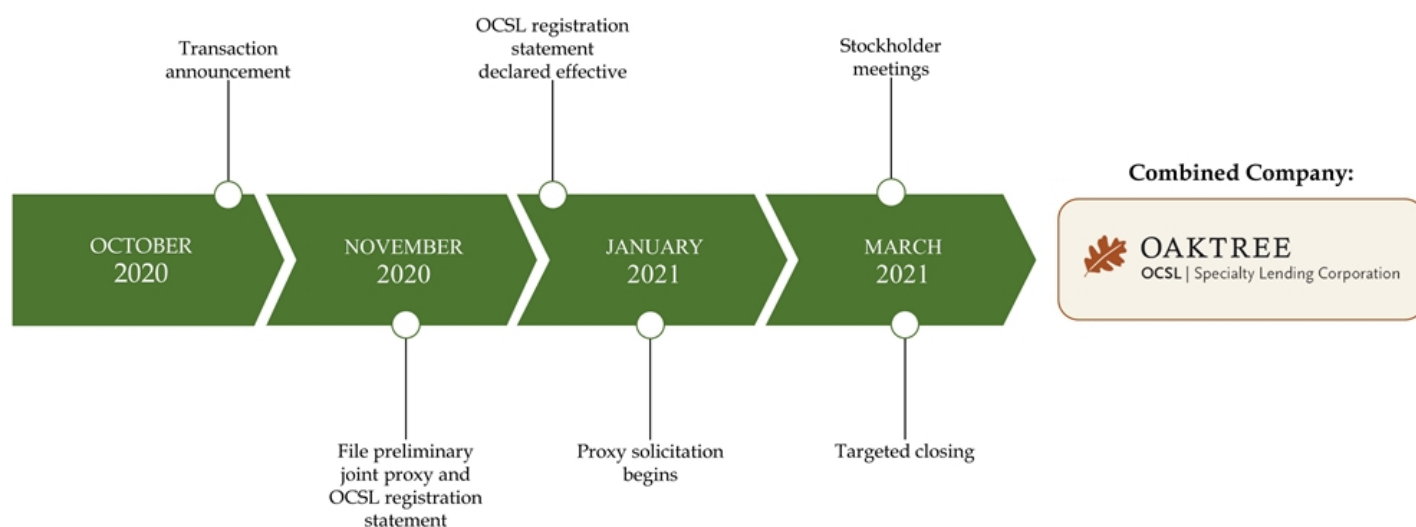 Transaction
announcement
OCSL registration
statement
declared effective
Stockholder
meetings
OCTOBER
2020
NOVEMBER
2020
JANUARY
2021
MARCH
2021
File preliminary
joint proxy and
OCSL registration
statement
Proxy solicitation
begins
Targeted closing
Combined Company:
OAKTREE
OCSL | Specialty Lending Corporation